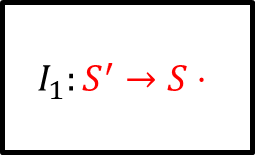 I₁: S′ → S ·